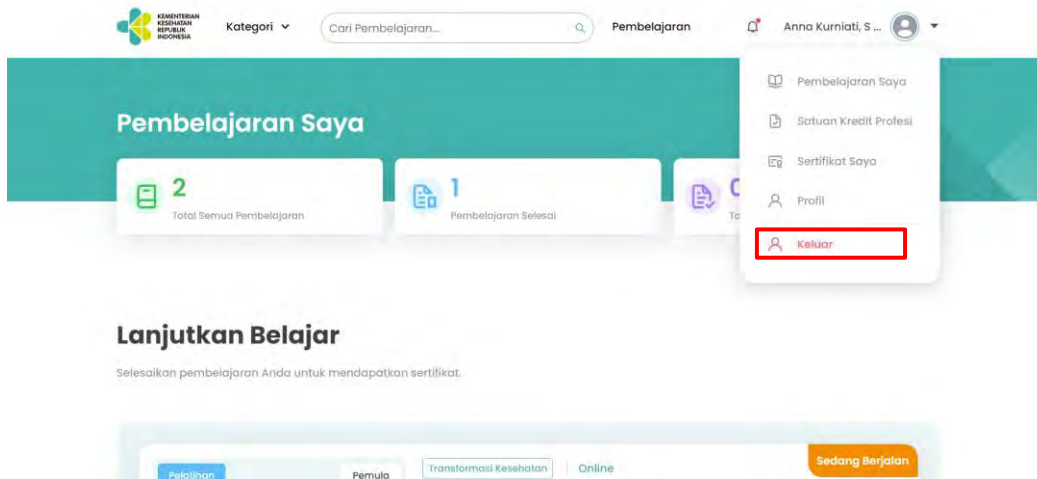 KEMENTERIAN
KESEHATAN
REPUBLIK
INDONESIA
Kategori
Cari Pembelajaran...
Pembelajaran
Anna Kurniati, S ...
Pembelajaran Saya
Satuan Kredit Profesi
Sertifikat Saya
Profil
Keluar
Pembelajaran Saya
2
Total Semua Pembelajaran
1
Pembelajaran Selesai
Lanjutkan Belajar
Selesaikan pembelajaran Anda untuk mendapatkan sertifikat.
Pelatihan
Pemula
Transformasi Kesehatan
Online
Sedang Berjalan